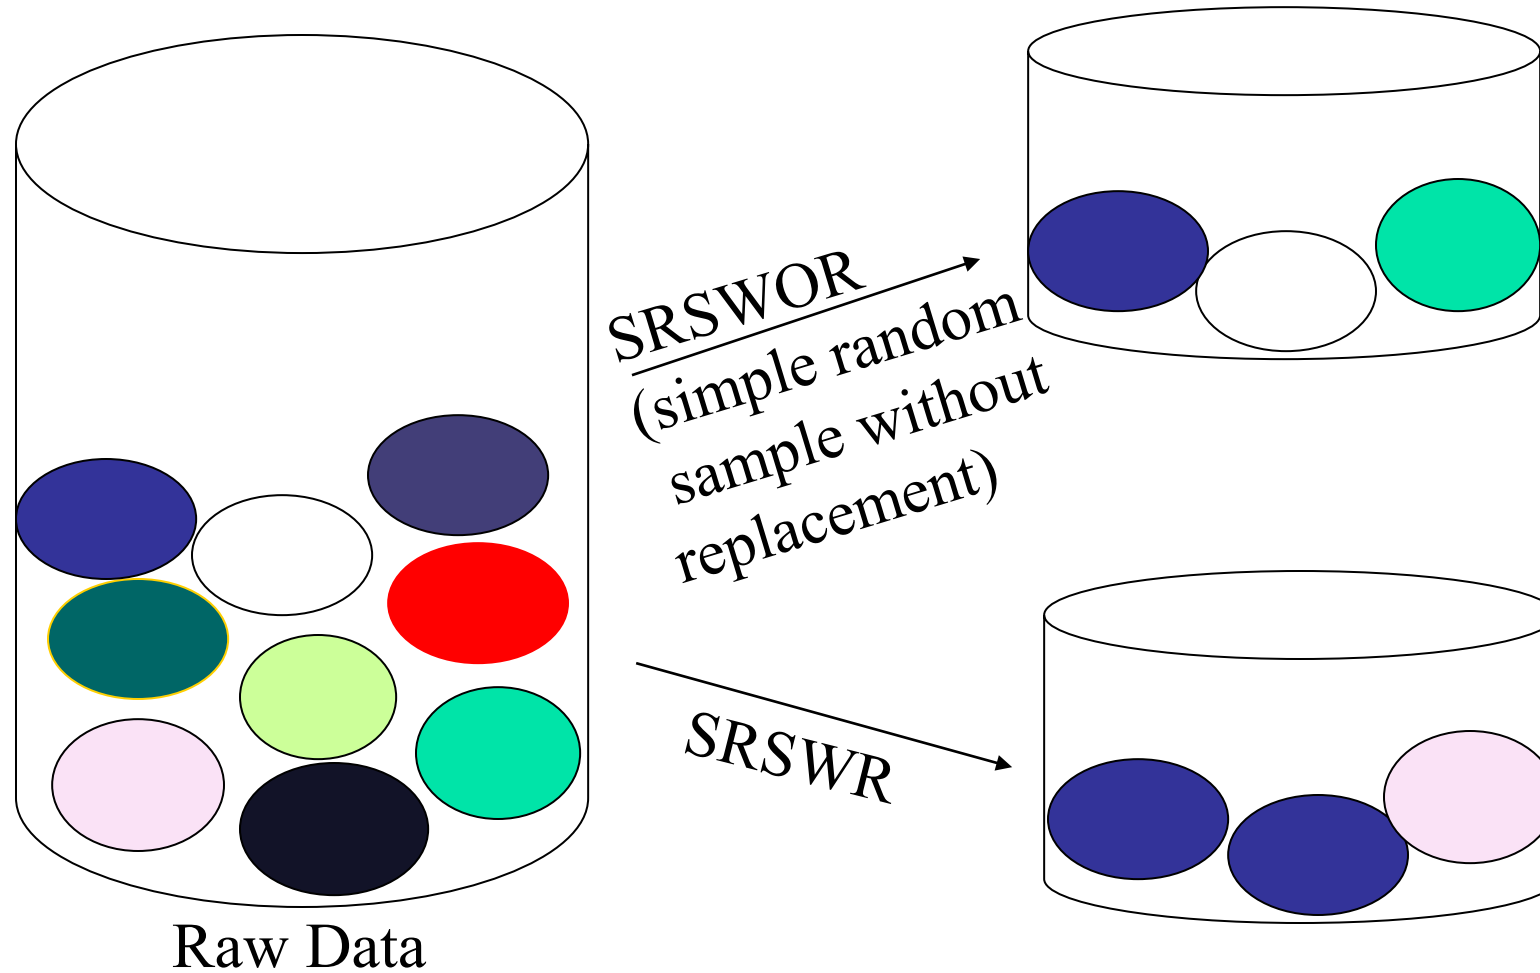 SRSWOR
(simple random
sample without
replacement)
SRSWR
Raw Data